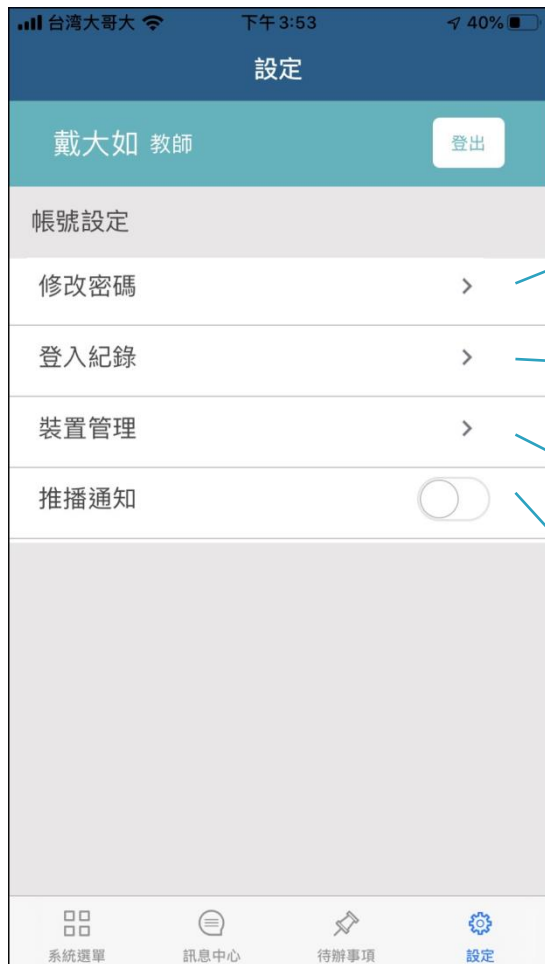 台湾大哥大 下午3:53 40%
設定
戴大如 教師 登出
帳號設定
修改密碼
登入紀錄
裝置管理
推播通知
系統選單 訊息中心 待辦事項 設定